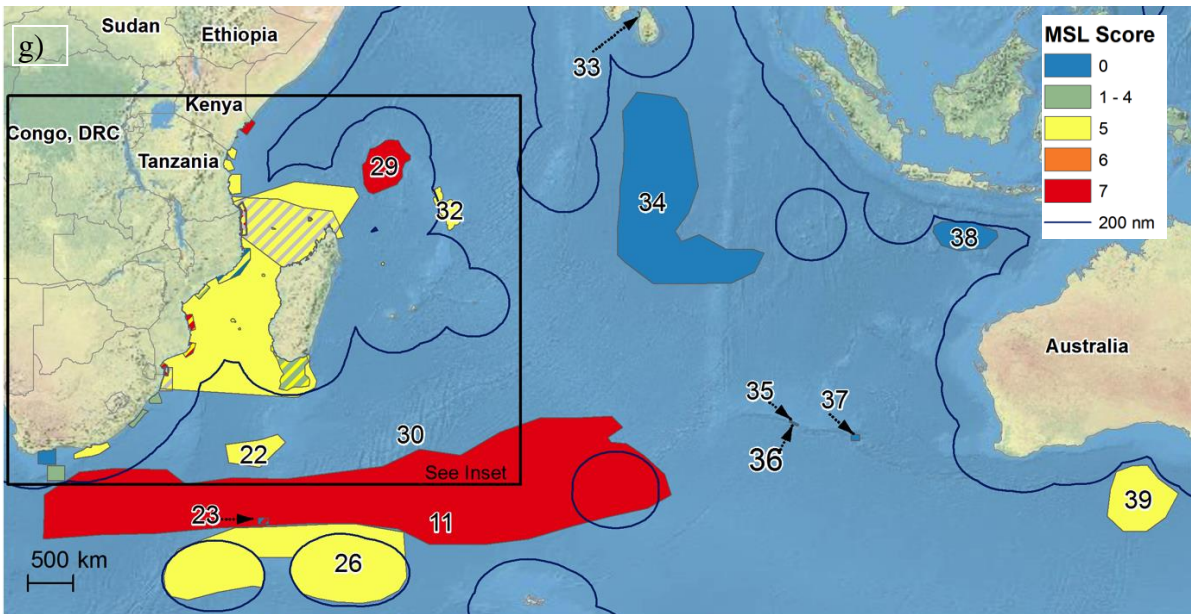 g)
Sudan
Ethiopia
Kenya
Congo, DRC
Tanzania
33
29
32
34
38
Australia
MSL Score
0
1 - 4
5
6
7
200 nm
35
37
36
30
22
See Inset
23
11
39
26
500 km